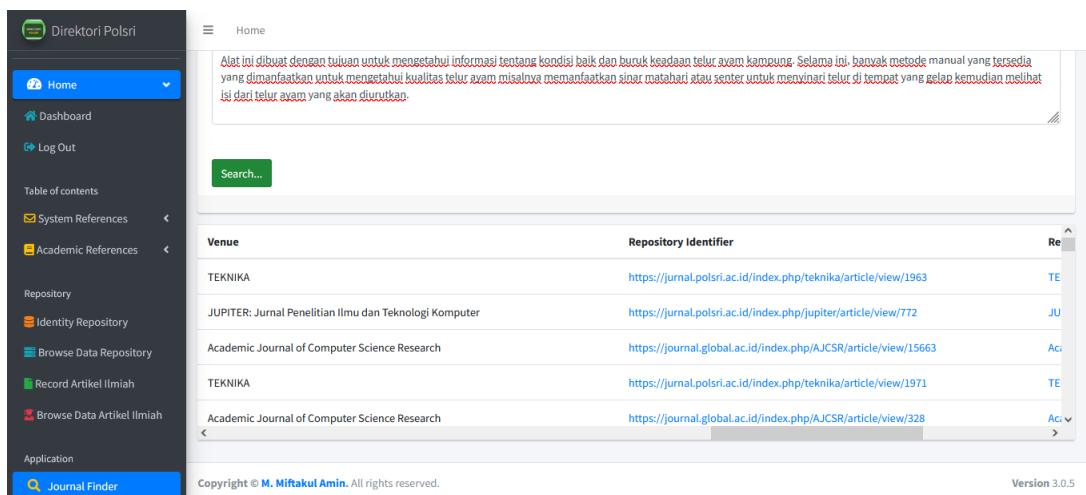 Direktori Polsri
Home
Home
Dashboard
Log Out
Table of contents
System References
Academic References
Repository
Identity Repository
Browse Data Repository
Record Artikel Ilmiah
Browse Data Artikel Ilmiah
Application
Journal Finder
Alat ini dibuat dengan tujuan untuk mengetahui informasi tentang kondisi baik dan buruk keadaan telur ayam kampung. Selama ini, banyak metode manual yang tersedia
yang dimanfaatkan untuk mengetahui kualitas telur ayam misalnya memanfaatkan sinar matahari atau senter untuk menyinari telur di tempat yang gelap kemudian melihat
isi dari telur ayam yang akan diurutkan.
Search...
Venue Repository Identifier Re
TEKNIKA https://jurnal.polsri.ac.id/index.php/teknika/article/view/1963 TE
JUPITER: Jurnal Penelitian Ilmu dan Teknologi Komputer https://jurnal.polsri.ac.id/index.php/jupiter/article/view/772 JU
Academic Journal of Computer Science Research https://journal.global.ac.id/index.php/AJCSR/article/view/15663 Aca
TEKNIKA https://jurnal.polsri.ac.id/index.php/teknika/article/view/1971 TE
Academic Journal of Computer Science Research https://journal.global.ac.id/index.php/AJCSR/article/view/328 Aca
Copyright © M. Miftakul Amin. All rights reserved. Version 3.0.5